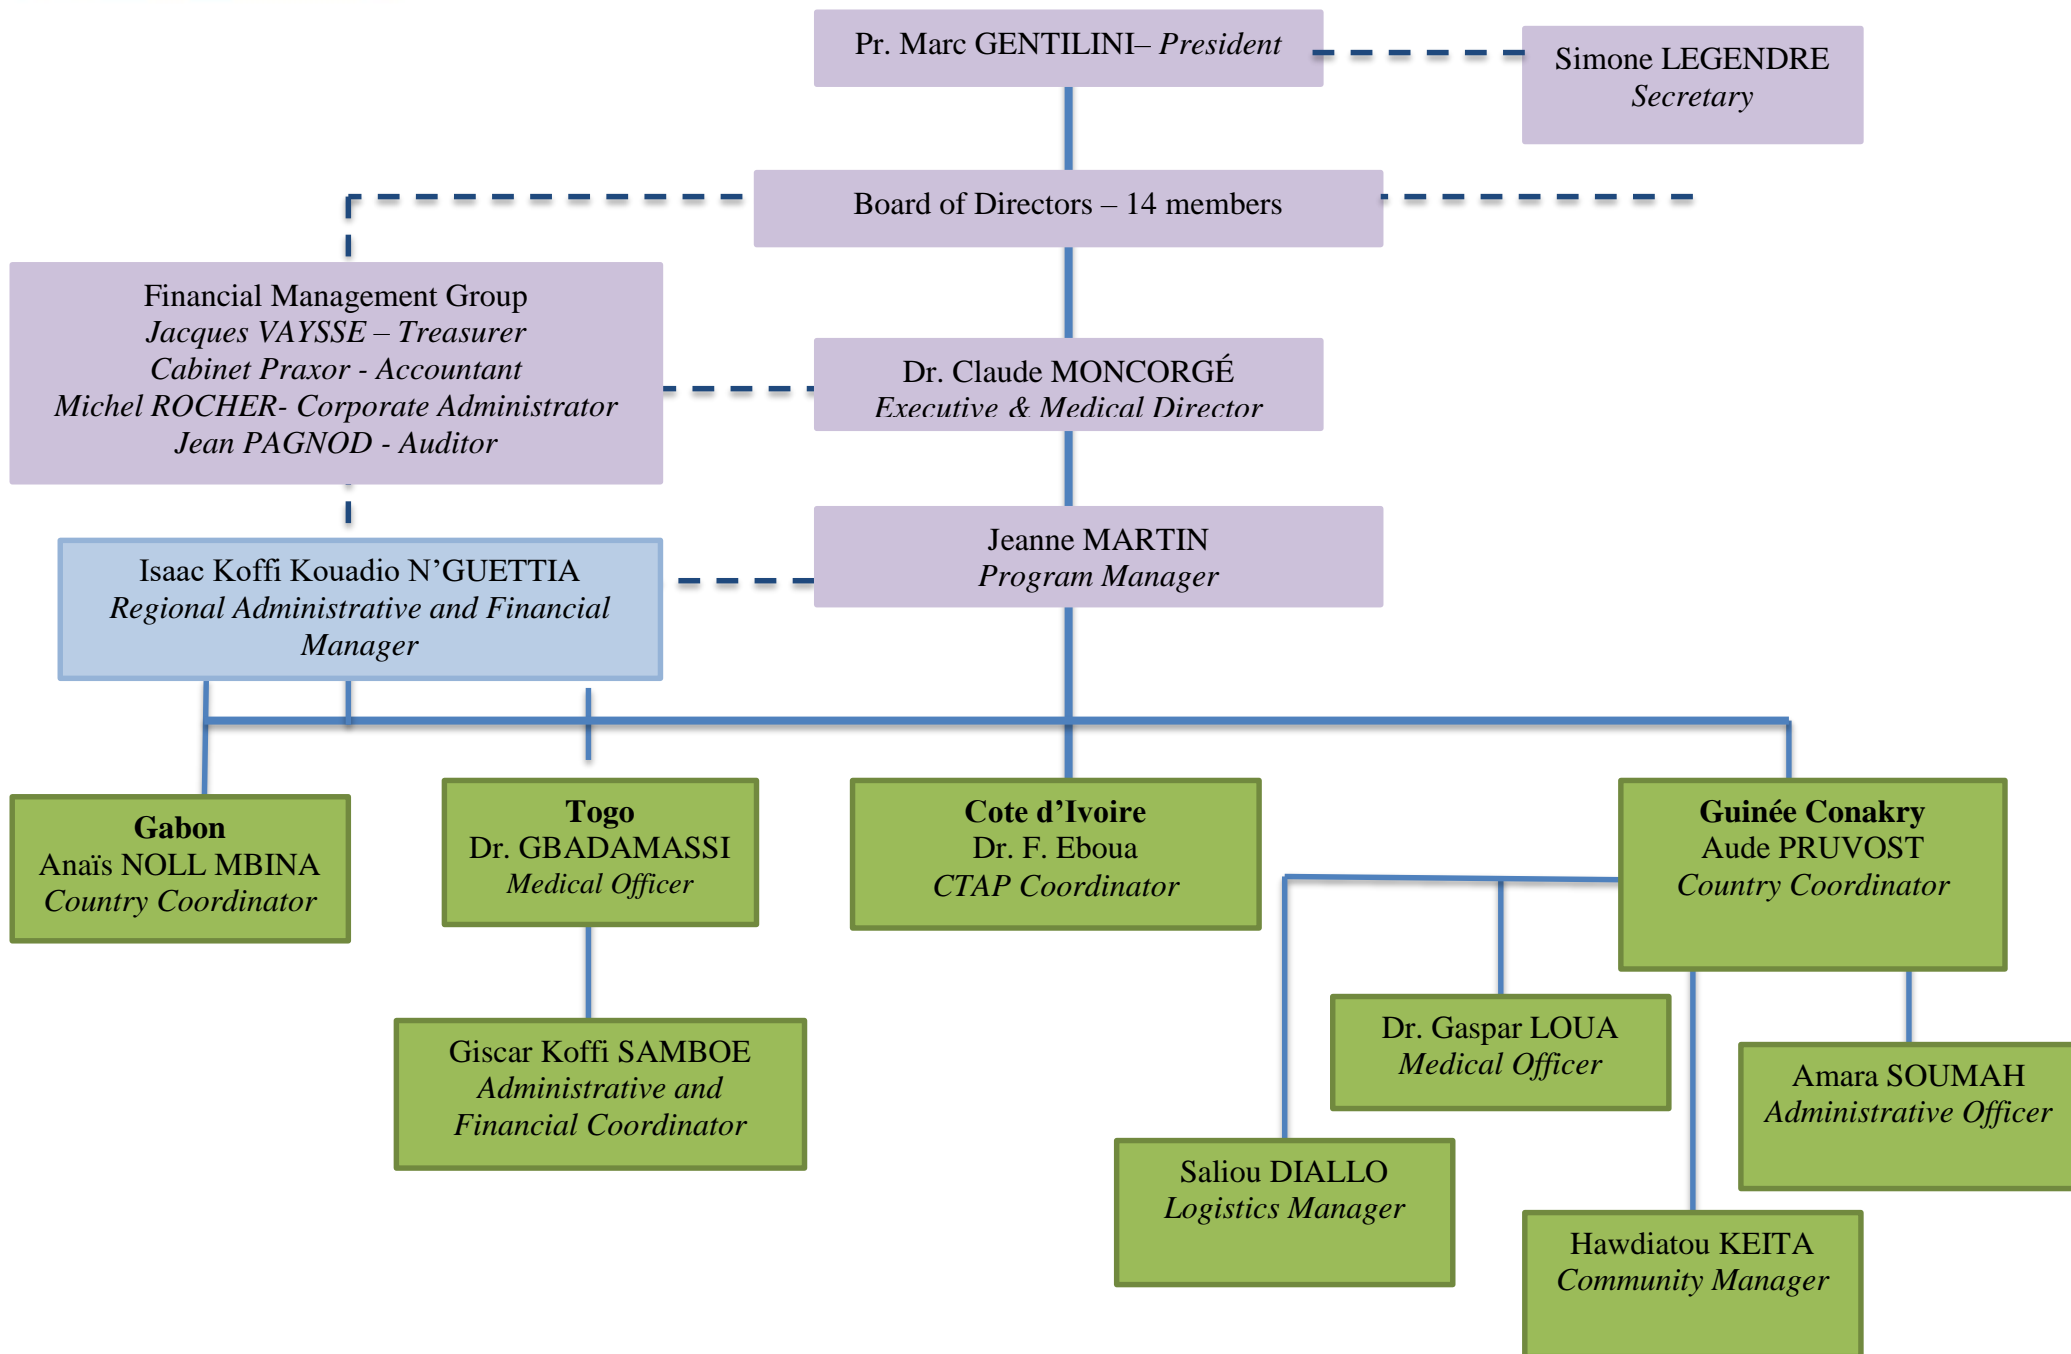 Pr. Marc GENTILINI– President
Simone LEGENDRE
Secretary
Board of Directors – 14 members
Financial Management Group
Jacques VAYSSE – Treasurer
Cabinet Praxor - Accountant
Michel ROCHER- Corporate Administrator
Jean PAGNOD - Auditor
Dr. Claude MONCORGÉ
Executive & Medical Director
Isaac Koffi Kouadio N’GUETTIA
Regional Administrative and Financial
Manager
Jeanne MARTIN
Program Manager
Gabon
Anaïs NOLL MBINA
Country Coordinator
Togo
Dr. GBADAMASSI
Medical Officer
Cote d’Ivoire
Dr. F. Eboua
CTAP Coordinator
Guinée Conakry
Aude PRUVOST
Country Coordinator
Giscar Koffi SAMBOE
Administrative and
Financial Coordinator
Dr. Gaspar LOUA
Medical Officer
Amara SOUMAH
Administrative Officer
Saliou DIALLO
Logistics Manager
Hawdiatou KEITA
Community Manager